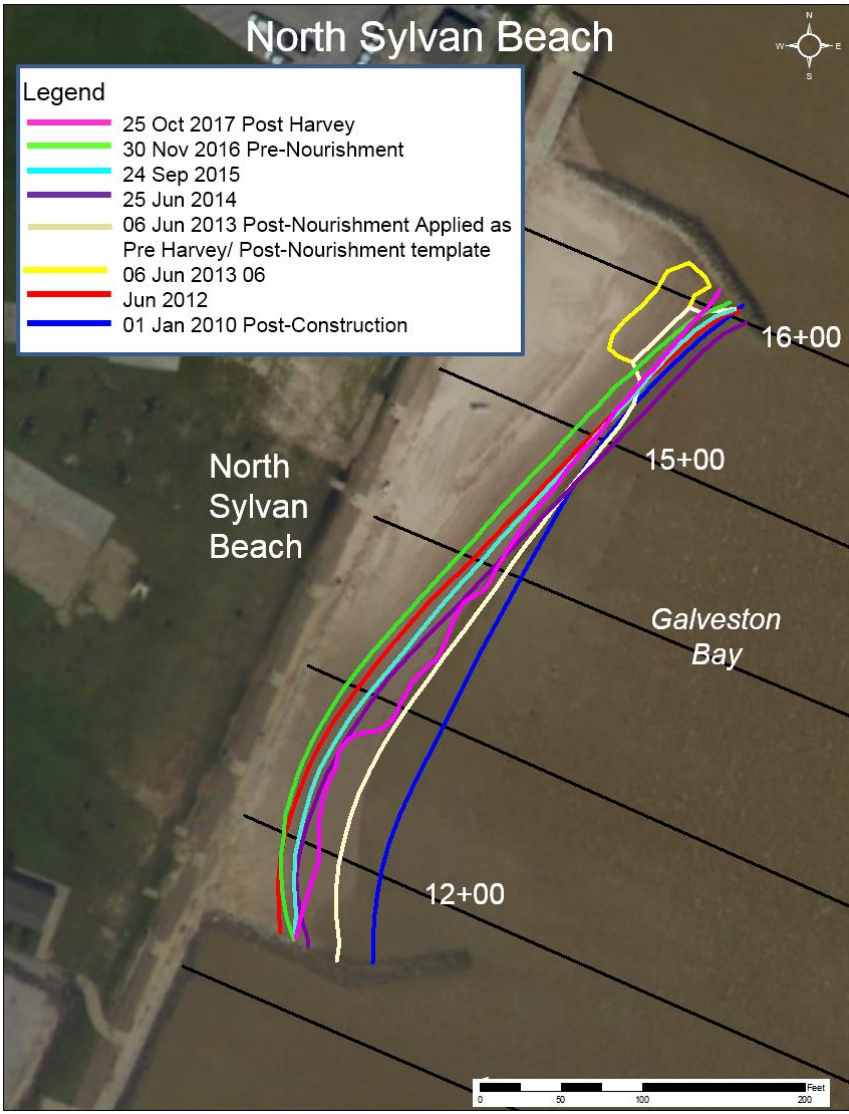 North Sylvan Beach
N
W E
S
Legend
25 Oct 2017 Post Harvey
30 Nov 2016 Pre-Nourishment
24 Sep 2015
25 Jun 2014
06 Jun 2013 Post-Nourishment Applied as
Pre Harvey/ Post-Nourishment template
06 Jun 2013 06
Jun 2012
01 Jan 2010 Post-Construction
16+00
15+00
North
Sylvan
Beach
Galveston
Bay
12+00
Feet
0 50 100 200